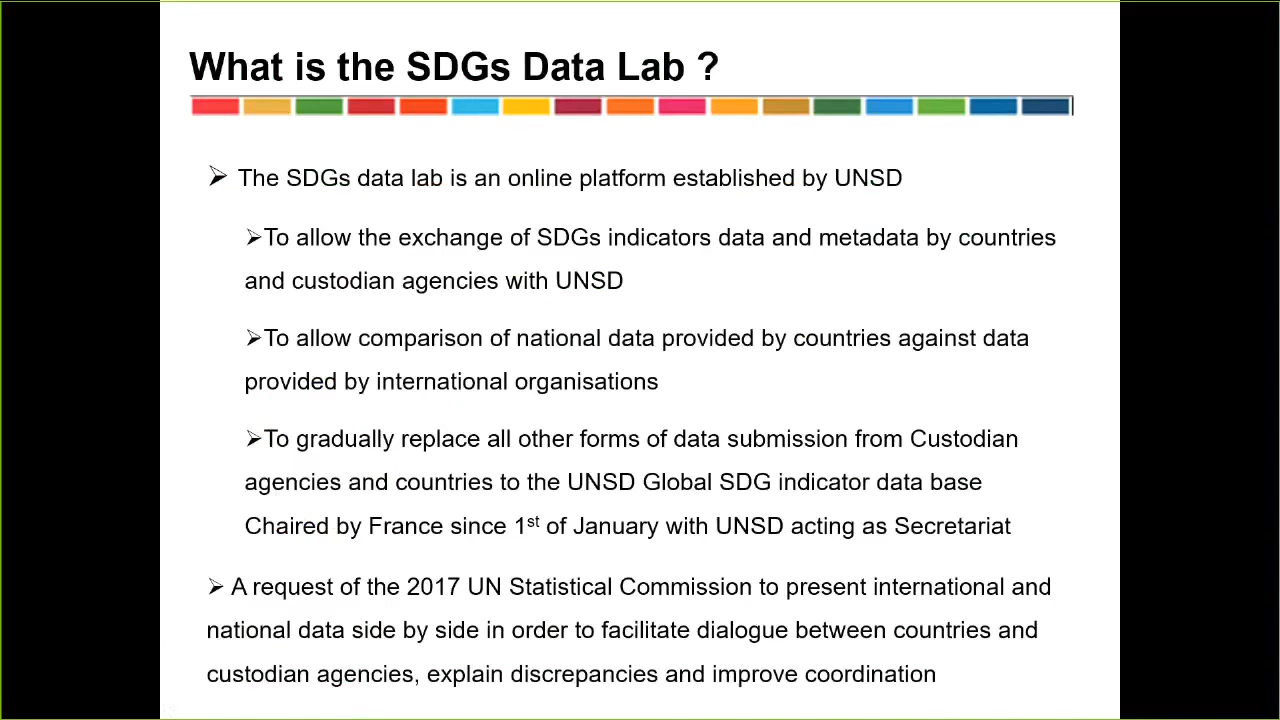 What is the SDGs Data Lab ?
➢ The SDGs data lab is an online platform established by UNSD
➢To allow the exchange of SDGs indicators data and metadata by countries
and custodian agencies with UNSD
➢To allow comparison of national data provided by countries against data
provided by international organisations
➢To gradually replace all other forms of data submission from Custodian
agencies and countries to the UNSD Global SDG indicator data base
Chaired by France since 1st of January with UNSD acting as Secretariat
➢ A request of the 2017 UN Statistical Commission to present international and
national data side by side in order to facilitate dialogue between countries and
custodian agencies, explain discrepancies and improve coordination